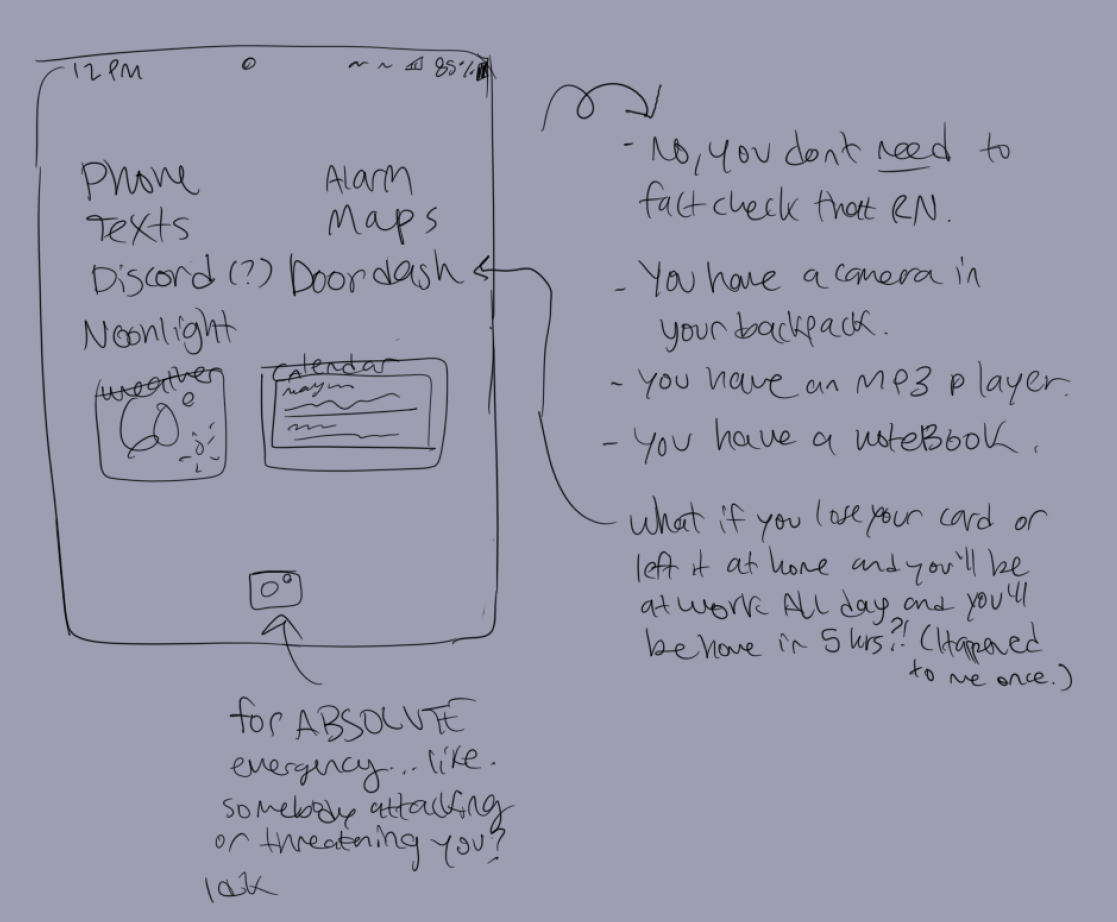 12 PM 85%
Phone Alarm
Texts Maps
Discord (?) Doordash
Noonlight
weather calendar
- No, you dont need to
fact check that RN.
- You have a camera in
your backpack.
- You have an MP3 player.
- You have a noteBook.
What if you lose your card or
left it at home and you'll be
at work All day and you'll
be home in 5 hrs?! (Happened
to me once.)
for ABSOLUTE
emergency... like.
somebody attacking
or threatening you?
idk